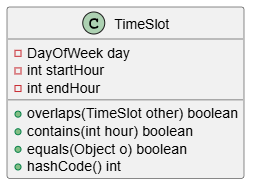 C TimeSlot
DayOfWeek day
int startHour
int endHour
overlaps(TimeSlot other) boolean
contains(int hour) boolean
equals(Object o) boolean
hashCode() int